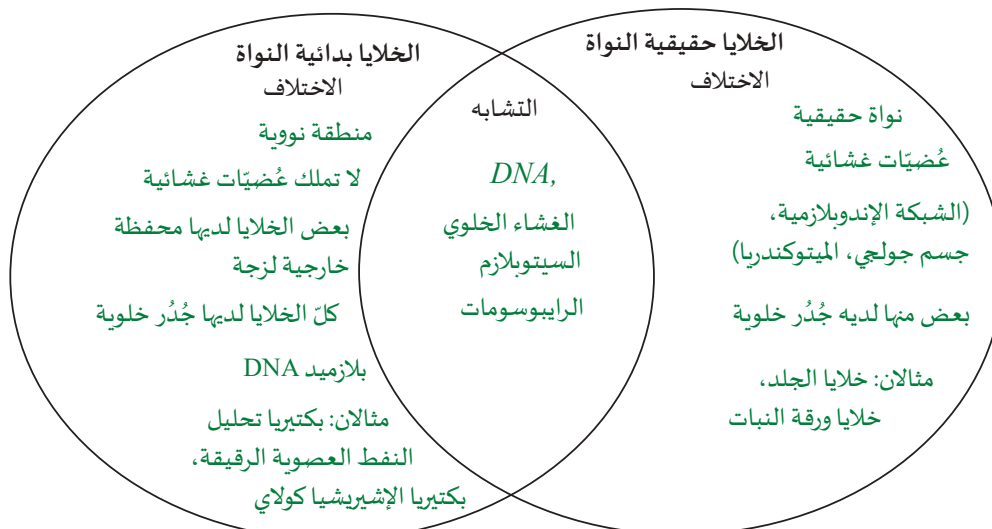 الخلايا حقيقية النواة
الاختلاف
نواة حقيقية
عُضيّات غشائية
(الشبكة الإندوبلازمية،
جسم جولجي، الميتوكندريا)
بعض منها لديه جُدُر خلوية
مثالان: خلايا الجلد،
خلايا ورقة النبات
التشابه
DNA,
الغشاء الخلوي
السيتوبلازم
الرايبوسومات
الخلايا بدائية النواة
الاختلاف
منطقة نووية
لا تملك عُضيّات غشائية
بعض الخلايا لديها محفظة
خارجية لزجة
كلّ الخلايا لديها جُدُر خلوية
بلازميد DNA
مثالان: بكتيريا تحليل
النفط العصوية الرقيقة،
بكتيريا الإشيريشيا كولاي